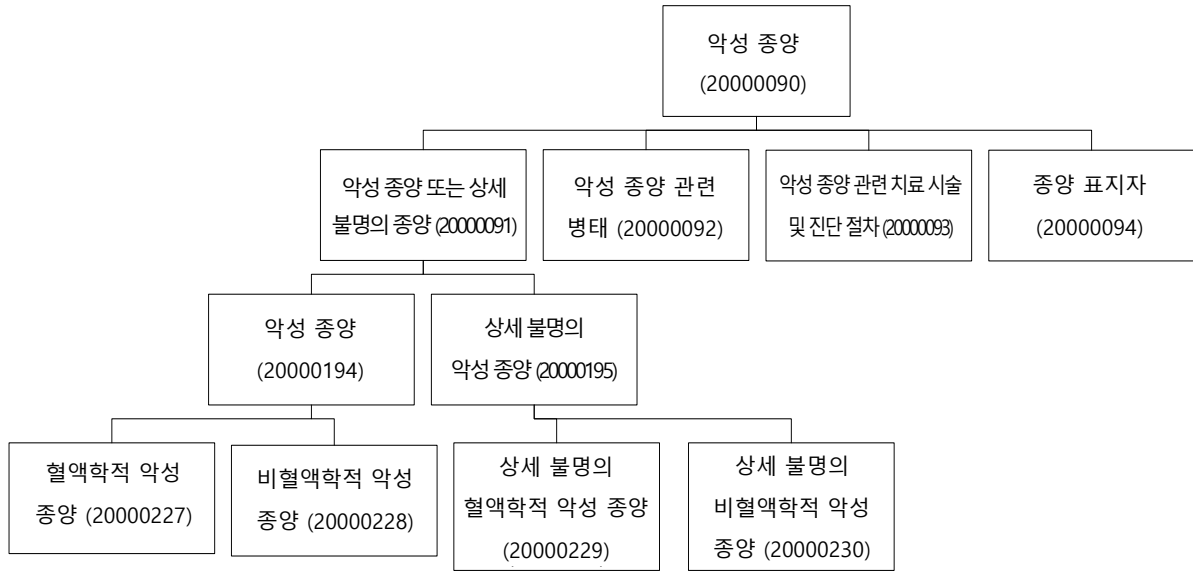 악성 종양
(20000090)
악성 종양 또는 상세
불명의 종양 (20000091)
악성 종양 관련
병태 (20000092)
악성 종양 관련 치료 시술
및 진단 절차 (20000093)
종양 표지자
(20000094)
악성 종양
(20000194)
상세 불명의
악성 종양 (20000195)
혈액학적 악성
종양 (20000227)
비혈액학적 악성
종양 (20000228)
상세 불명의
혈액학적 악성 종양
(20000229)
상세 불명의
비혈액학적 악성
종양 (20000230)